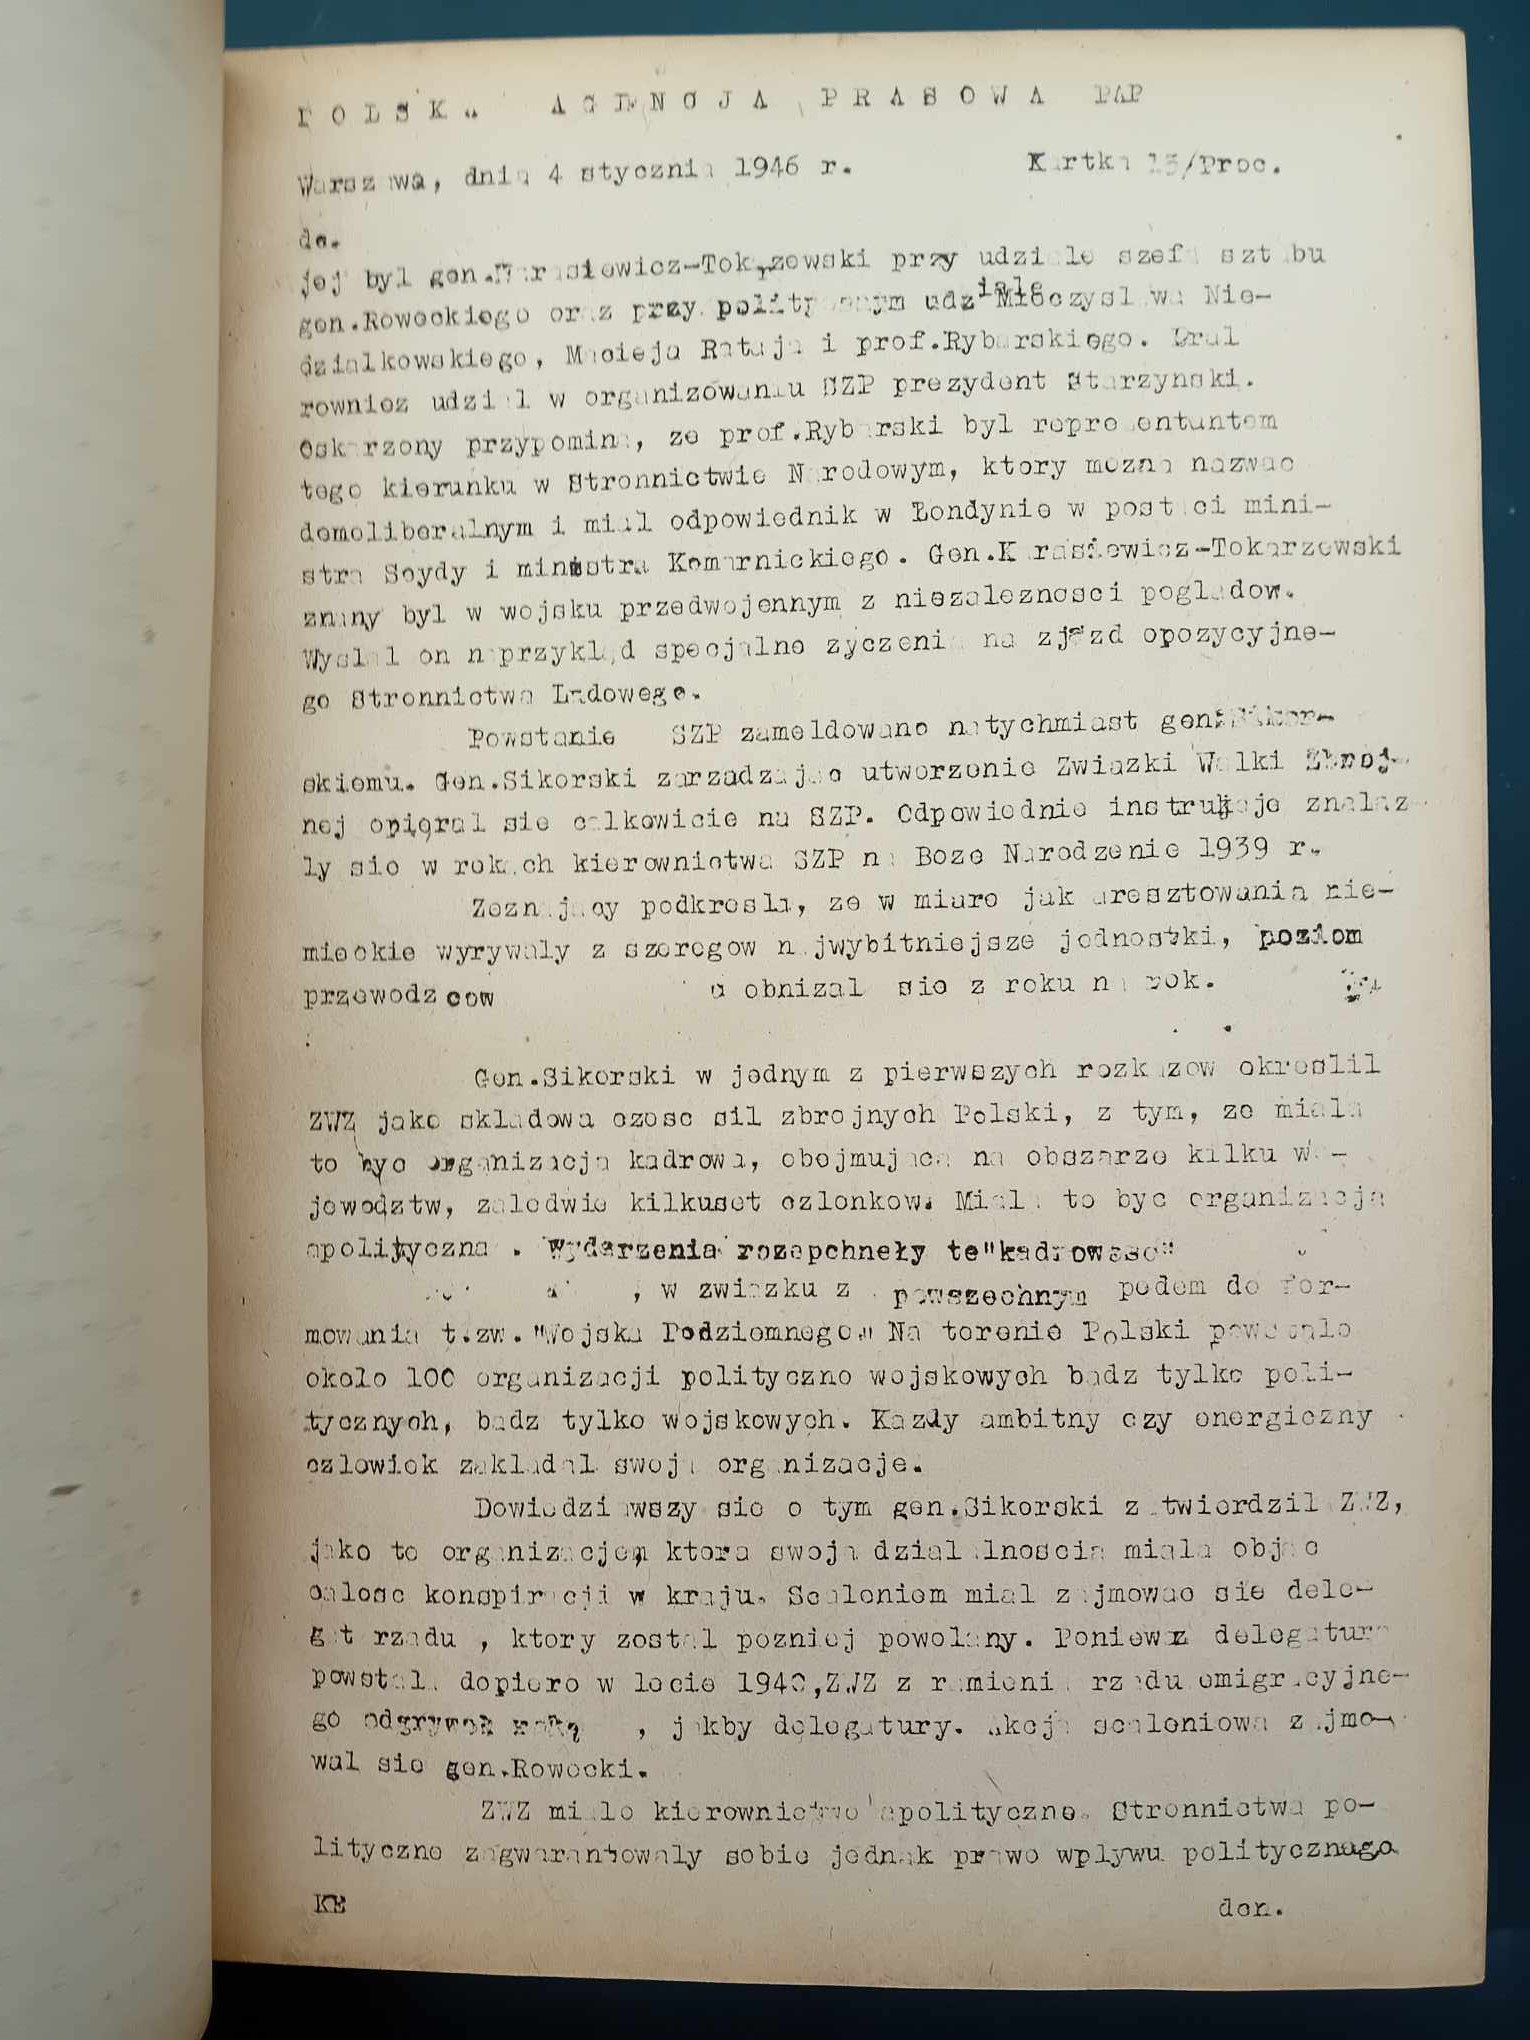 POLSKA AGENCJA PRASOWA PAP
Warszawa, dnia 4 stycznia 1946 r. Kartka 13/Proc.
dc.
jej byl gen.Karasiewicz-Tokarzewski przy udziale szefa sztabu
gen.Roweckiego oraz przy politycznym udziale Mieczyslawa Nie-
dzialkowskiego, Macieja Rataja i prof.Rybarskiego. Bral
rowniez udzial w organizowaniu SZP prezydent Starzynski.
Oskarzony przypomina, ze prof.Rybarski byl reprezentantem
tego kierunku w Stronnictwie Narodowym, ktory mozna nazwac
demoliberalnym i mial odpowiednik w Londynie w postaci mini-
stra Seydy i ministra Komarnickiego. Gen.Karasiewicz-Tokarzewski
znany byl w wojsku przedwojennym z niezaleznosci pogladow.
Wyslal on naprzyklad specjalne zyczenia na zjazd opozycyjne-
go Stronnictwa Ludowego.
Powstanie SZP zameldowano natychmiast gen.Sikor-
skiemu. Gen.Sikorski zarzadzajac utworzenie Zwiazki Walki Zbroj-
nej opieral sie calkowicie na SZP. Odpowiednie instrukcje znalaz
ly sie w rekach kierownictwa SZP na Boze Narodzenie 1939 r.
Zeznajacy podkresla, ze w miare jak aresztowania nie-
mieckie wyrywaly z szeregow najwybitniejsze jednostki, poziom
przewodzcow a obnizal sie z roku na rok.
Gen.Sikorski w jednym z pierwszych rozkazow okreslil
ZWZ jako skladowa czesc sil zbrojnych Polski, z tym, ze miala
to byc organizacja kadrowa, obejmujaca na obszarze kilku wo-
jewodztw, zaledwie kilkuset czlonkow. Miala to byc organizacja
apolityczna . Wydarzenia rozepchneły te"kadrowosc"
, w zwiazku z powszechnym pedem do for-
mowania t.zw."Wojska Podziemnego." Na terenie Polski powstalo
okolo 100 organizacji polityczno wojskowych badz tylko poli-
tycznych, badz tylko wojskowych. Kazdy ambitny czy energiczny
czlowiek zakladal swoja organizacje.
Dowiedziawszy sie o tym gen.Sikorski zatwierdzil ZWZ,
jako te organizacjem ktora swoja dzialalnoscia miala objac
calosc konspiracji w kraju. Scaleniem mial zajmowac sie dele-
gat rzadu , ktory zostal pozniej powolany. Poniewaz delegatura
powstala dopiero w lecie 1940,ZWZ z ramienia rzadu emigracyjne-
go odgrywał rolę , jakby delegatury. Akcja scaleniowa zajmo-
wal sie gen.Rowecki.
ZWZ mialo kierownictwo apolityczne. Stronnictwa po-
lityczne zagwarantowaly sobie jednak prawo wplywu politycznego
KE dcn.